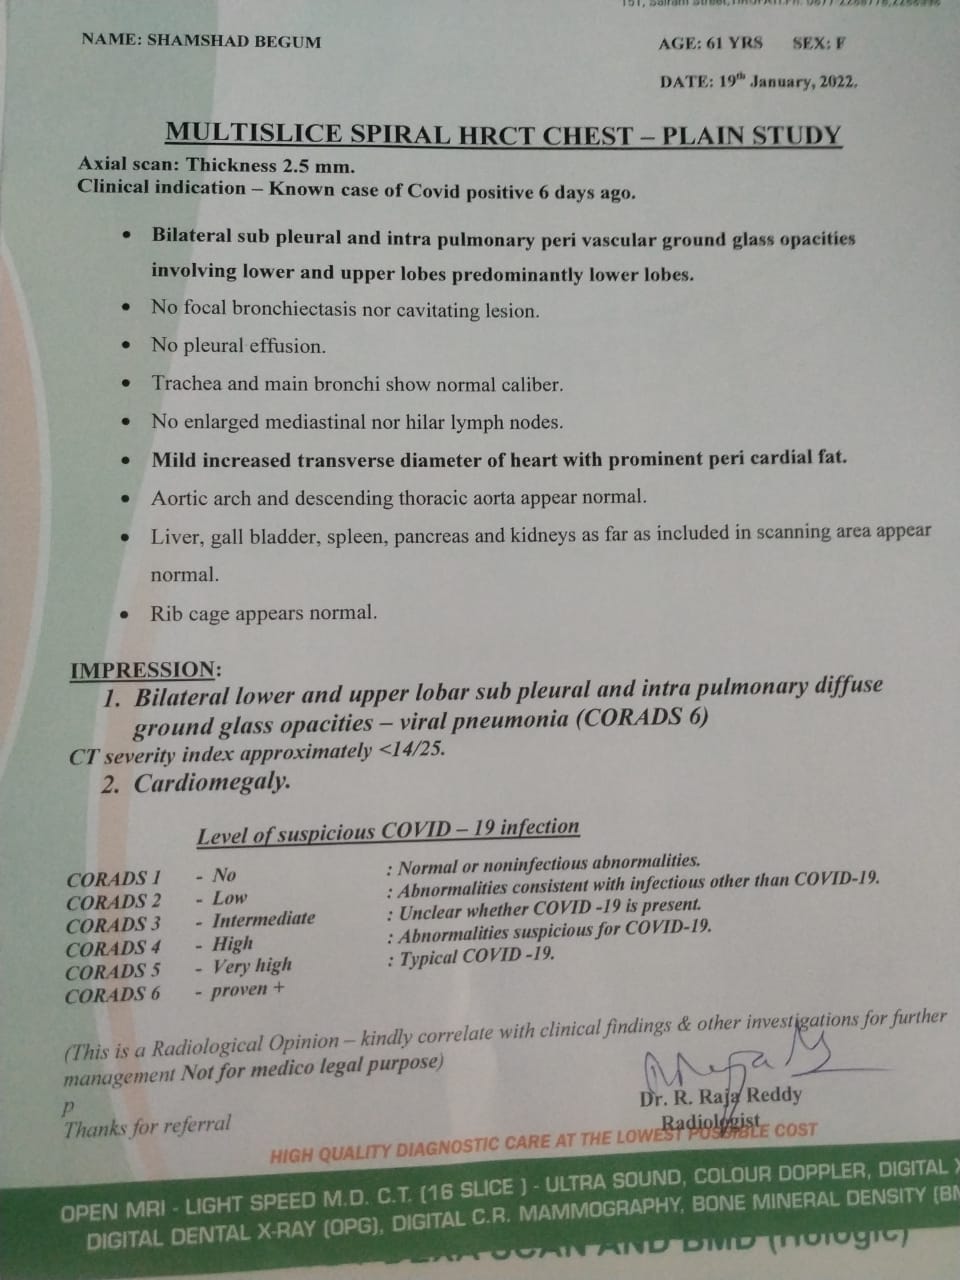 151, Sairam Street,
NAME: SHAMSHAD BEGUM
AGE: 61 YRS SEX: F
DATE: 19th January, 2022.
MULTISLICE SPIRAL HRCT CHEST – PLAIN STUDY
Axial scan: Thickness 2.5 mm.
Clinical indication – Known case of Covid positive 6 days ago.
• Bilateral sub pleural and intra pulmonary peri vascular ground glass opacities
involving lower and upper lobes predominantly lower lobes.
• No focal bronchiectasis nor cavitating lesion.
• No pleural effusion.
• Trachea and main bronchi show normal caliber.
• No enlarged mediastinal nor hilar lymph nodes.
• Mild increased transverse diameter of heart with prominent peri cardial fat.
• Aortic arch and descending thoracic aorta appear normal.
• Liver, gall bladder, spleen, pancreas and kidneys as far as included in scanning area appear
normal.
• Rib cage appears normal.
IMPRESSION:
1. Bilateral lower and upper lobar sub pleural and intra pulmonary diffuse
ground glass opacities – viral pneumonia (CORADS 6)
CT severity index approximately <14/25.
2. Cardiomegaly.
Level of suspicious COVID – 19 infection
CORADS 1 - No : Normal or noninfectious abnormalities.
CORADS 2 - Low : Abnormalities consistent with infectious other than COVID-19.
CORADS 3 - Intermediate : Unclear whether COVID -19 is present.
CORADS 4 - High : Abnormalities suspicious for COVID-19.
CORADS 5 - Very high : Typical COVID -19.
CORADS 6 - proven +
(This is a Radiological Opinion – kindly correlate with clinical findings & other investigations for further
management Not for medico legal purpose)
p
Thanks for referral
Dr. R. Raja Reddy
Radiologist
HIGH QUALITY DIAGNOSTIC CARE AT THE LOWEST POSSIBLE COST
OPEN MRI - LIGHT SPEED M.D. C.T. (16 SLICE ) - ULTRA SOUND, COLOUR DOPPLER, DIGITAL X
DIGITAL DENTAL X-RAY (OPG), DIGITAL C.R. MAMMOGRAPHY, BONE MINERAL DENSITY (BM
SCAN AND BMD (Hologic)